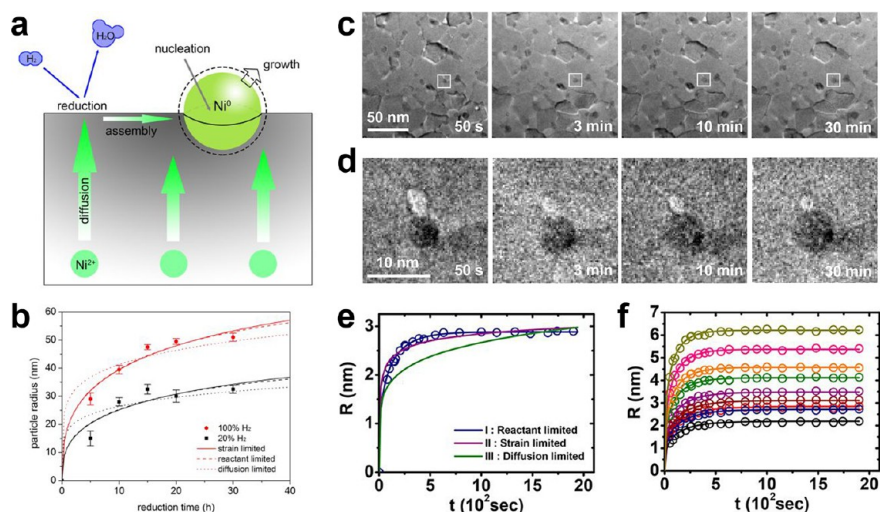 a
H₂
H₂O
nucleation
growth
reduction
Ni⁰
assembly
diffusion
Ni²⁺
c
50 nm
50 s
3 min
10 min
30 min
d
10 nm
50 s
3 min
10 min
30 min
b
particle radius (nm)
60
50
40
30
20
10
0
100% H₂
20% H₂
strain limited
reactant limited
diffusion limited
0 10 20 30 40
reduction time (h)
e
R (nm)
3
2
1
0
I : Reactant limited
II : Strain limited
III : Diffusion limited
0 5 10 15 20
t (10²sec)
f
R (nm)
7
6
5
4
3
2
1
0
0 5 10 15 20
t (10²sec)